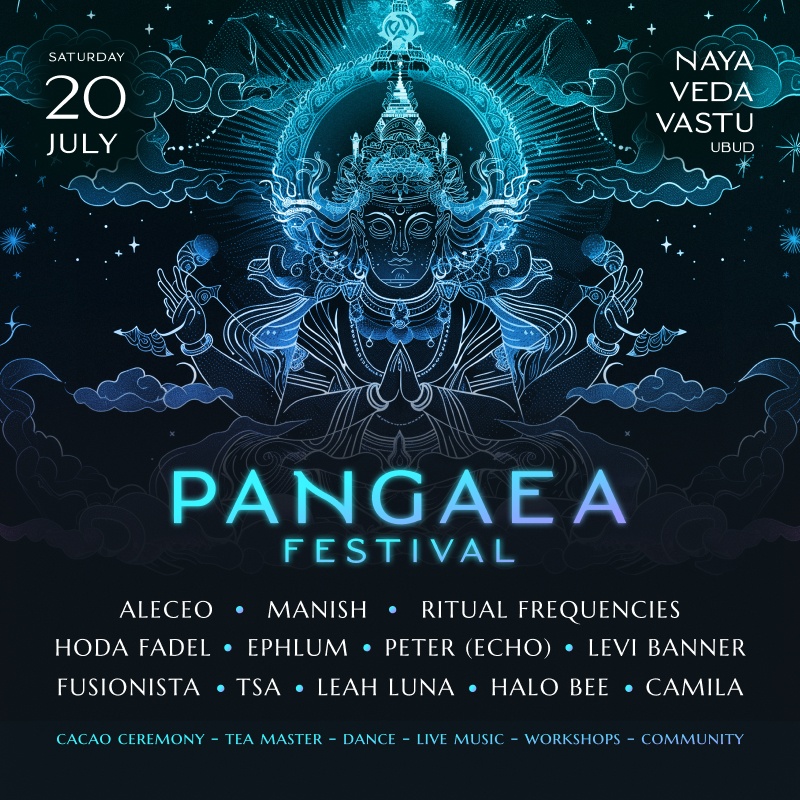 SATURDAY
20
JULY
NAYA
VEDA
VASTU
UBUD
PANGAEA
FESTIVAL
ALECEO • MANISH • RITUAL FREQUENCIES
HODA FADEL • EPHLUM • PETER (ECHO) • LEVI BANNER
FUSIONISTA • TSA • LEAH LUNA • HALO BEE • CAMILA
CACAO CEREMONY - TEA MASTER - DANCE - LIVE MUSIC - WORKSHOPS - COMMUNITY